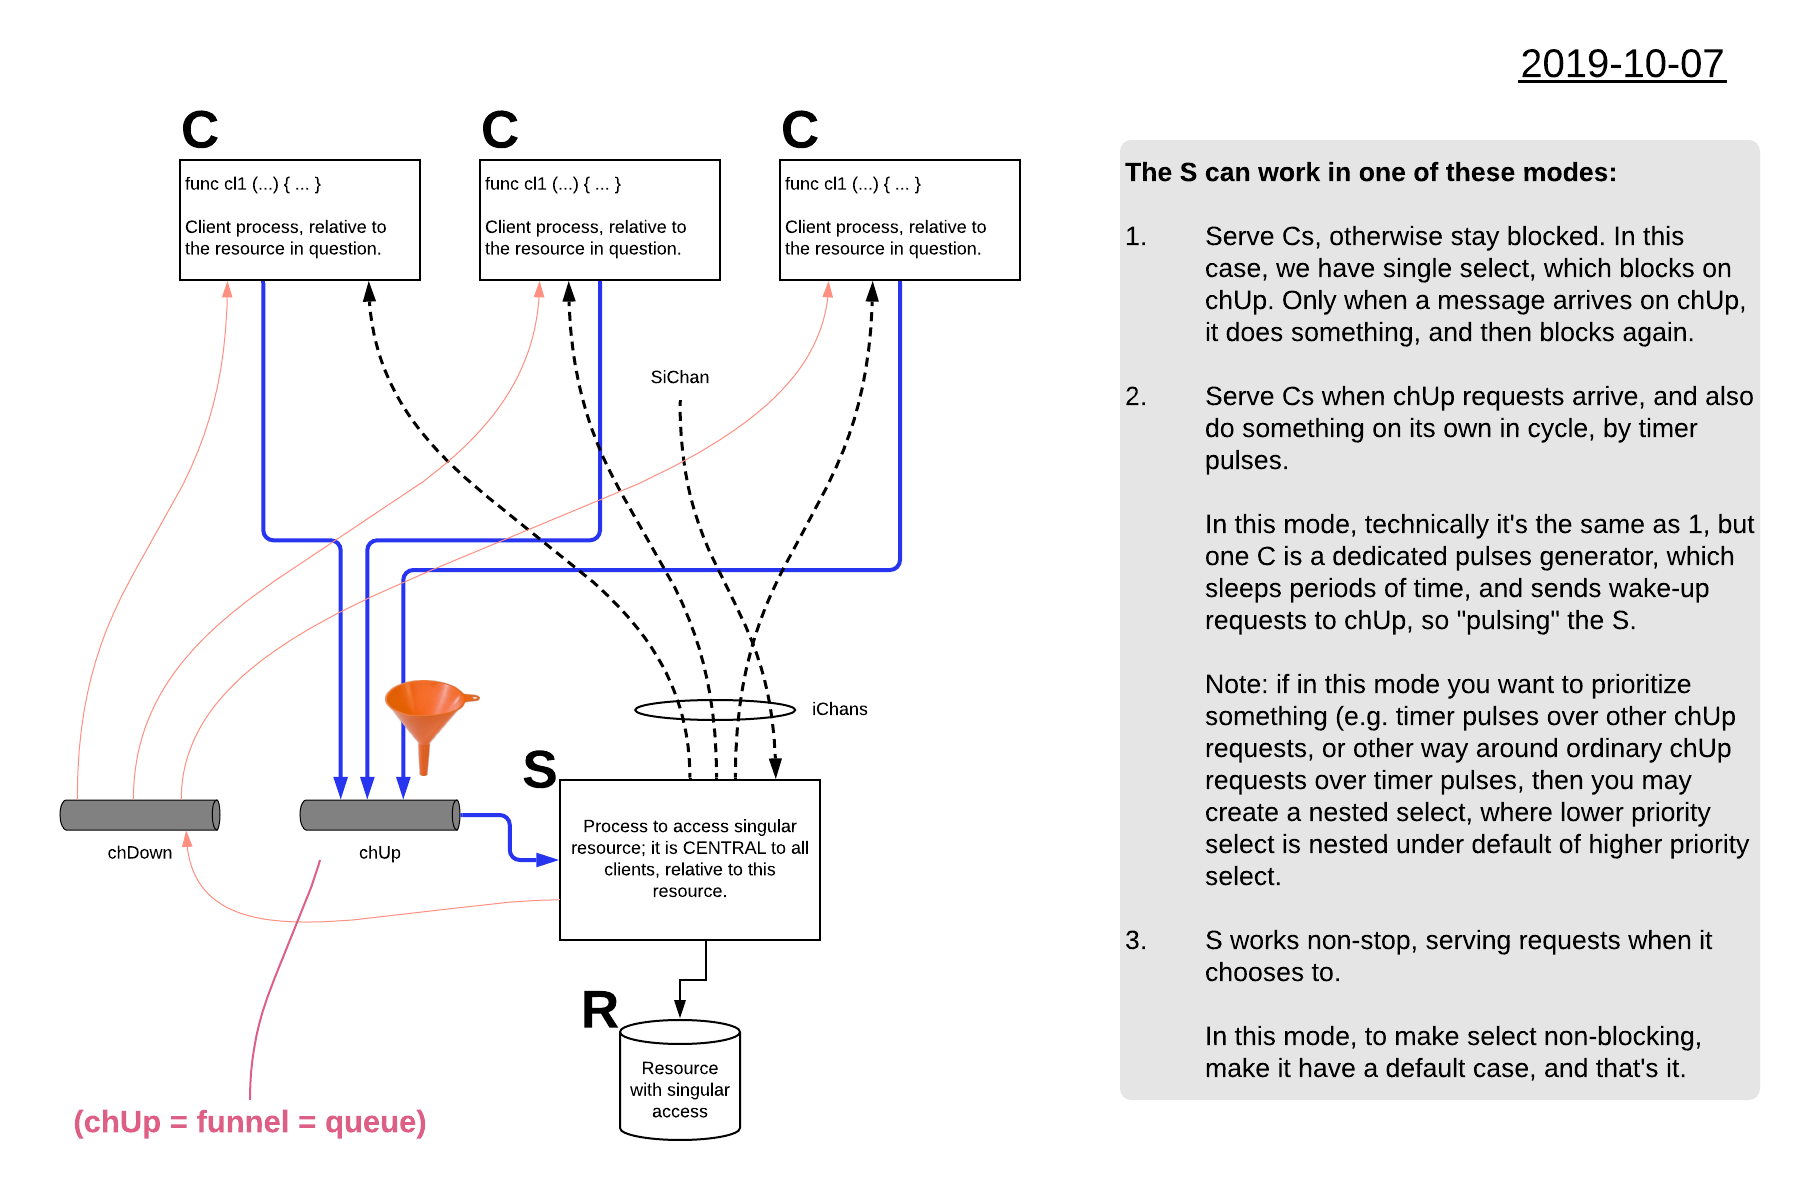 2019-10-07
C
C
C
func cl1 (...) { ... }
Client process, relative to
the resource in question.
func cl1 (...) { ... }
Client process, relative to
the resource in question.
func cl1 (...) { ... }
Client process, relative to
the resource in question.
SiChan
iChans
S
Process to access singular
resource; it is CENTRAL to all
clients, relative to this
resource.
chDown
chUp
R
Resource
with singular
access
(chUp = funnel = queue)
The S can work in one of these modes:
1. Serve Cs, otherwise stay blocked. In this
case, we have single select, which blocks on
chUp. Only when a message arrives on chUp,
it does something, and then blocks again.
2. Serve Cs when chUp requests arrive, and also
do something on its own in cycle, by timer
pulses.
In this mode, technically it's the same as 1, but
one C is a dedicated pulses generator, which
sleeps periods of time, and sends wake-up
requests to chUp, so "pulsing" the S.
Note: if in this mode you want to prioritize
something (e.g. timer pulses over other chUp
requests, or other way around ordinary chUp
requests over timer pulses, then you may
create a nested select, where lower priority
select is nested under default of higher priority
select.
3. S works non-stop, serving requests when it
chooses to.
In this mode, to make select non-blocking,
make it have a default case, and that's it.